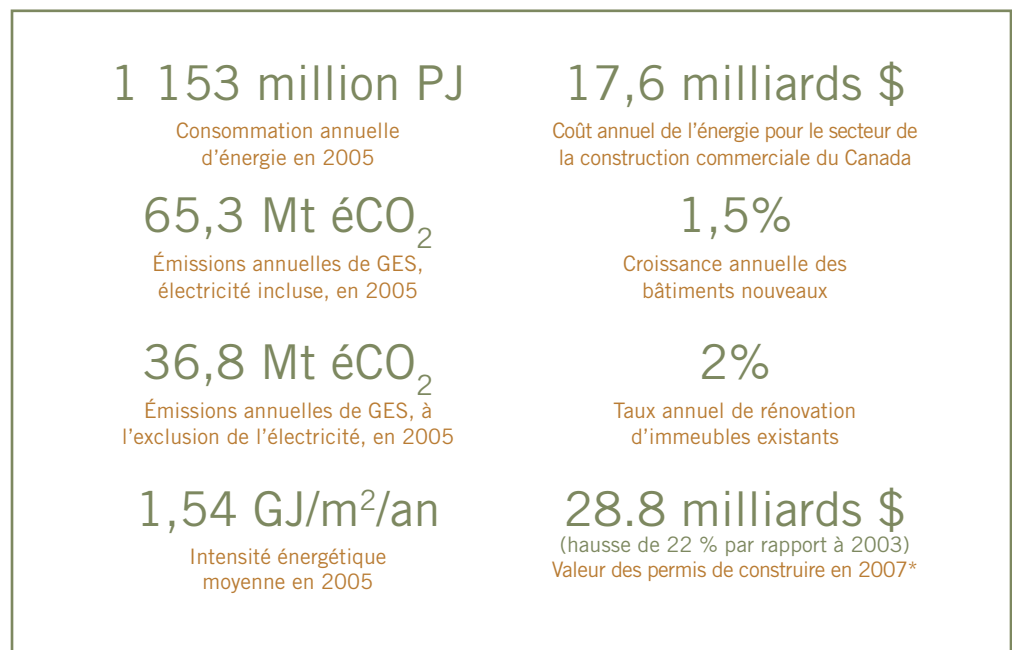 1 153 million PJ
Consommation annuelle
d’énergie en 2005
17,6 milliards $
Coût annuel de l’énergie pour le secteur de
la construction commerciale du Canada
65,3 Mt éCO₂
Émissions annuelles de GES,
électricité incluse, en 2005
1,5%
Croissance annuelle des
bâtiments nouveaux
36,8 Mt éCO₂
Émissions annuelles de GES, à
l’exclusion de l’électricité, en 2005
2%
Taux annuel de rénovation
d’immeubles existants
1,54 GJ/m²/an
Intensité énergétique
moyenne en 2005
28.8 milliards $
(hausse de 22 % par rapport à 2003)
Valeur des permis de construire en 2007*